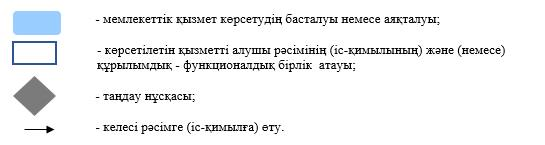 - мемлекеттік қызмет көрсетудің басталуы немесе аяқталуы;
- көрсетілетін қызметті алушы рәсімінің (іс-қимылының) және (немесе)
құрылымдық - функционалдық бірлік атауы;
- таңдау нұсқасы;
- келесі рәсімге (іс-қимылға) өту.